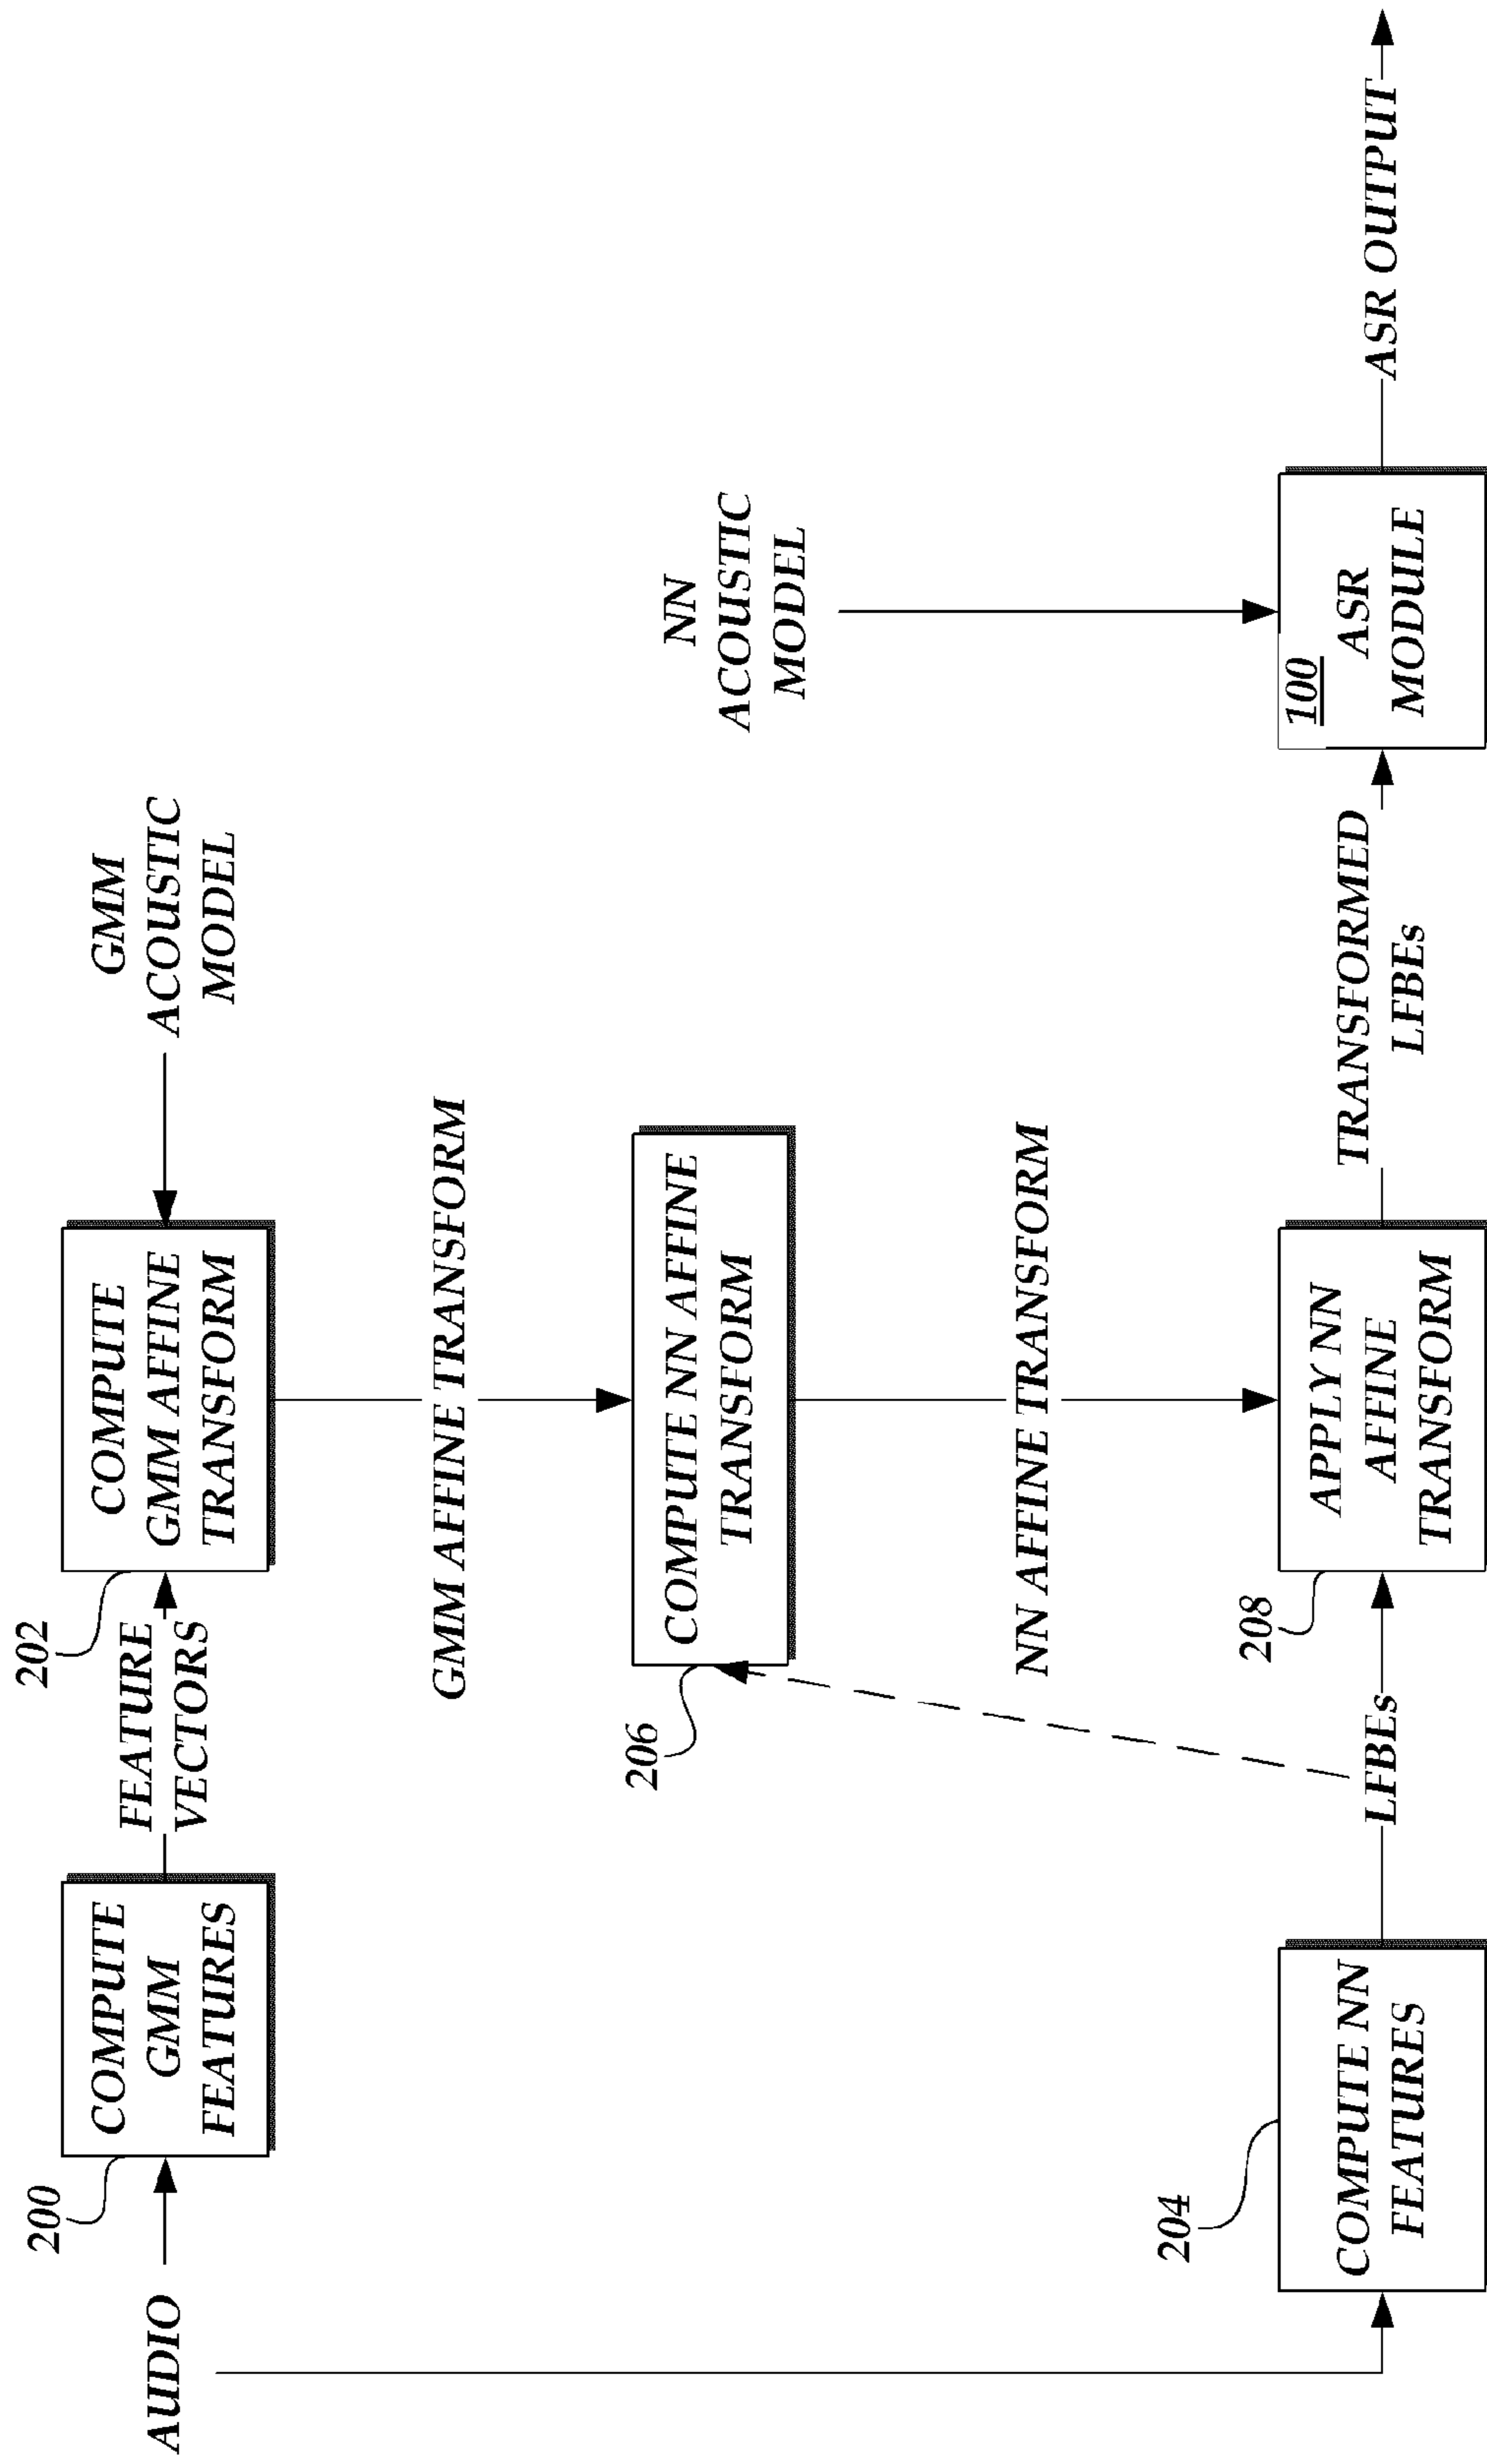 AUDIO
200
COMPUTE
GMM
FEATURES
FEATURE
VECTORS
202
COMPUTE
GMM AFFINE
TRANSFORM
GMM
ACOUSTIC
MODEL
GMM AFFINE TRANSFORM
206
COMPUTE NN AFFINE
TRANSFORM
NN AFFINE TRANSFORM
NN
ACOUSTIC
MODEL
204
COMPUTE NN
FEATURES
LFBEs
208
APPLY NN
AFFINE
TRANSFORM
TRANSFORMED
LFBEs
100
ASR
MODULE
ASR OUTPUT